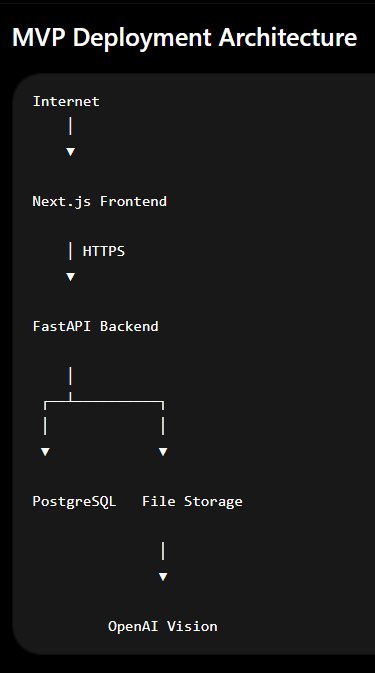 MVP Deployment Architecture
Internet
│
▼
Next.js Frontend
│ HTTPS
▼
FastAPI Backend
│
┌──┴────────┐
│ │
▼ ▼
PostgreSQL File Storage
│
▼
OpenAI Vision